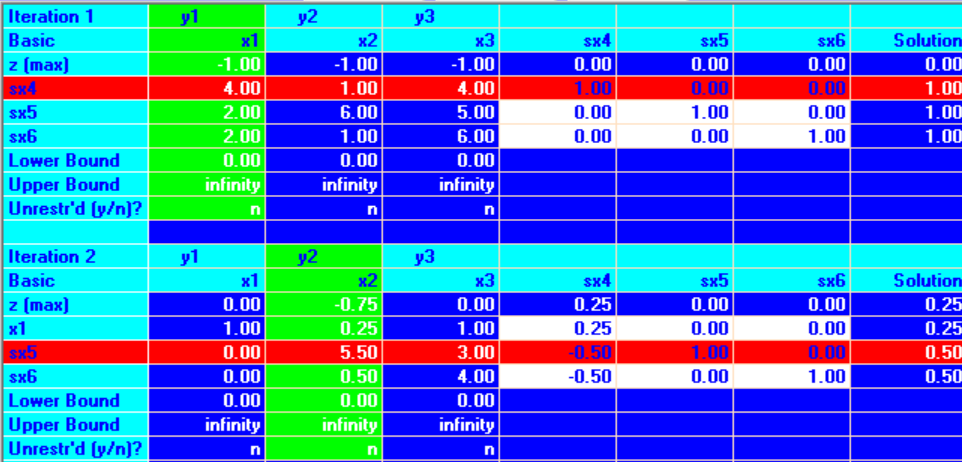 Iteration 1 y1 y2 y3
Basic x1 x2 x3 sx4 sx5 sx6 Solution
z (max) -1.00 -1.00 -1.00 0.00 0.00 0.00 0.00
sx4 4.00 1.00 4.00 1.00 0.00 0.00 1.00
sx5 2.00 6.00 5.00 0.00 1.00 0.00 1.00
sx6 2.00 1.00 6.00 0.00 0.00 1.00 1.00
Lower Bound 0.00 0.00 0.00
Upper Bound infinity infinity infinity
Unrestr'd (y/n)? n n n
Iteration 2 y1 y2 y3
Basic x1 x2 x3 sx4 sx5 sx6 Solution
z (max) 0.00 -0.75 0.00 0.25 0.00 0.00 0.25
x1 1.00 0.25 1.00 0.25 0.00 0.00 0.25
sx5 0.00 5.50 3.00 -0.50 1.00 0.00 0.50
sx6 0.00 0.50 4.00 -0.50 0.00 1.00 0.50
Lower Bound 0.00 0.00 0.00
Upper Bound infinity infinity infinity
Unrestr'd (y/n)? n n n